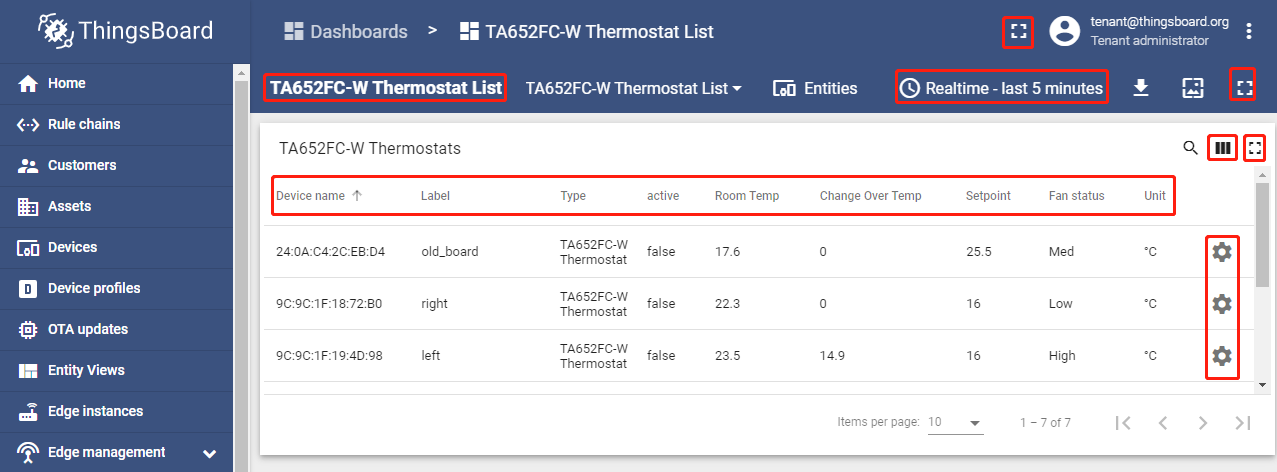 ThingsBoard
Dashboards > TA652FC-W Thermostat List
tenant@thingsboard.org
Tenant administrator
Home
Rule chains
Customers
Assets
Devices
Device profiles
OTA updates
Entity Views
Edge instances
Edge management
TA652FC-W Thermostat List TA652FC-W Thermostat List Entities Realtime - last 5 minutes
TA652FC-W Thermostats
Device name Label Type active Room Temp Change Over Temp Setpoint Fan status Unit
24:0A:C4:2C:EB:D4 old_board TA652FC-W Thermostat false 17.6 0 25.5 Med °C
9C:9C:1F:18:72:B0 right TA652FC-W Thermostat false 22.3 0 16 Low °C
9C:9C:1F:19:4D:98 left TA652FC-W Thermostat false 23.5 14.9 16 High °C
Items per page: 10 1 – 7 of 7